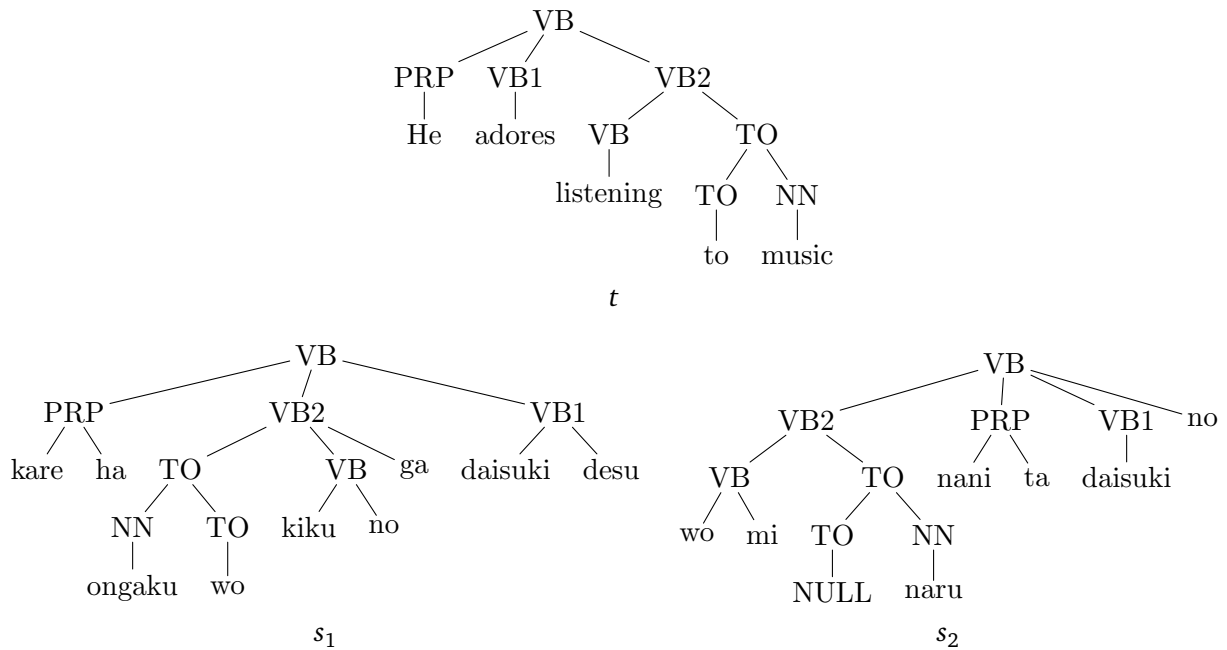 VB
PRP VB1 VB2
He adores VB TO
listening TO NN
to music
t
VB
PRP VB2 VB1
kare ha TO VB ga daisuki desu
NN TO kiku no
ongaku wo
s1
VB
VB2 PRP VB1 no
VB TO nani ta daisuki
wo mi TO NN
NULL naru
s2